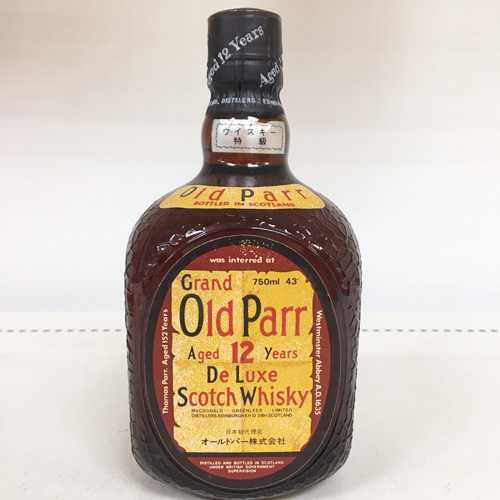 Aged 12 Years
DISTILLERS,
ウイスキー
特級
Old Parr
BOTTLED IN SCOTLAND
was interred at
Thomas Parr. Aged 152 Years
Westminster Abbey A.D. 1635
Grand
750ml 43°
Old Parr
Aged 12 Years
De Luxe
Scotch Whisky
MACDONALD GREENLEES LIMITED
DISTILLERS EDINBURGH EH12 9BH SCOTLAND
日本総代理店
オールドパー株式会社
DISTILLED AND BOTTLED IN SCOTLAND
UNDER BRITISH GOVERNMENT
SUPERVISION